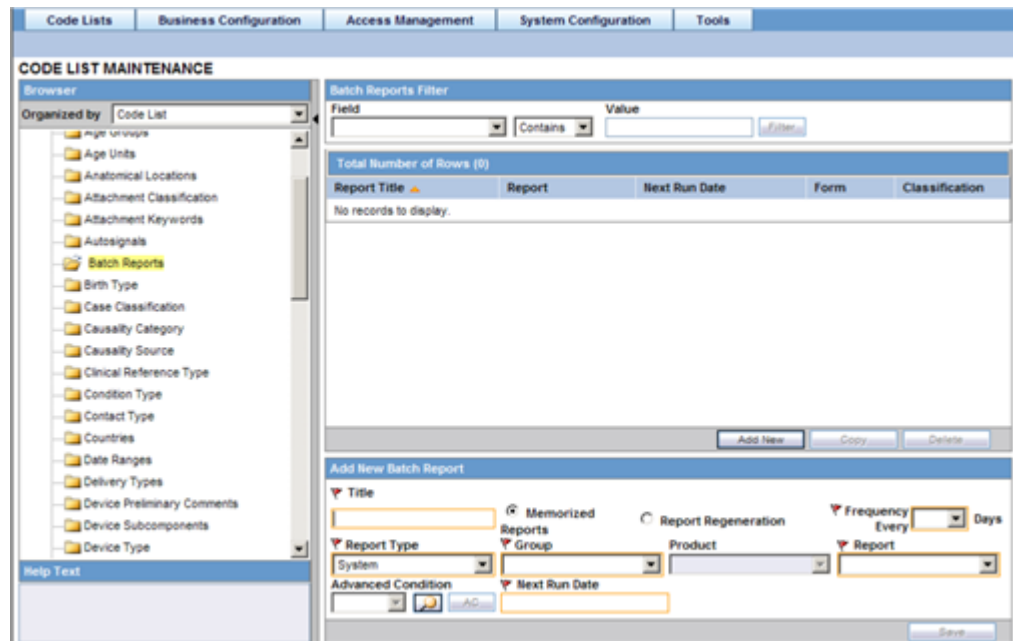 Code Lists Business Configuration Access Management System Configuration Tools
CODE LIST MAINTENANCE
Browser
Organized by Code List
Age Groups
Age Units
Anatomical Locations
Attachment Classification
Attachment Keywords
Autosignals
Batch Reports
Birth Type
Case Classification
Causality Category
Causality Source
Clinical Reference Type
Condition Type
Contact Type
Countries
Date Ranges
Delivery Types
Device Preliminary Comments
Device Subcomponents
Device Type
Help Text
Batch Reports Filter
Field Value
Contains Filter
Total Number of Rows (0)
Report Title Report Next Run Date Form Classification
No records to display.
Add New Copy Delete
Add New Batch Report
Title
Memorized Reports Report Regeneration Frequency Every Days
Report Type Group Product Report
System
Advanced Condition Next Run Date
AC
Save